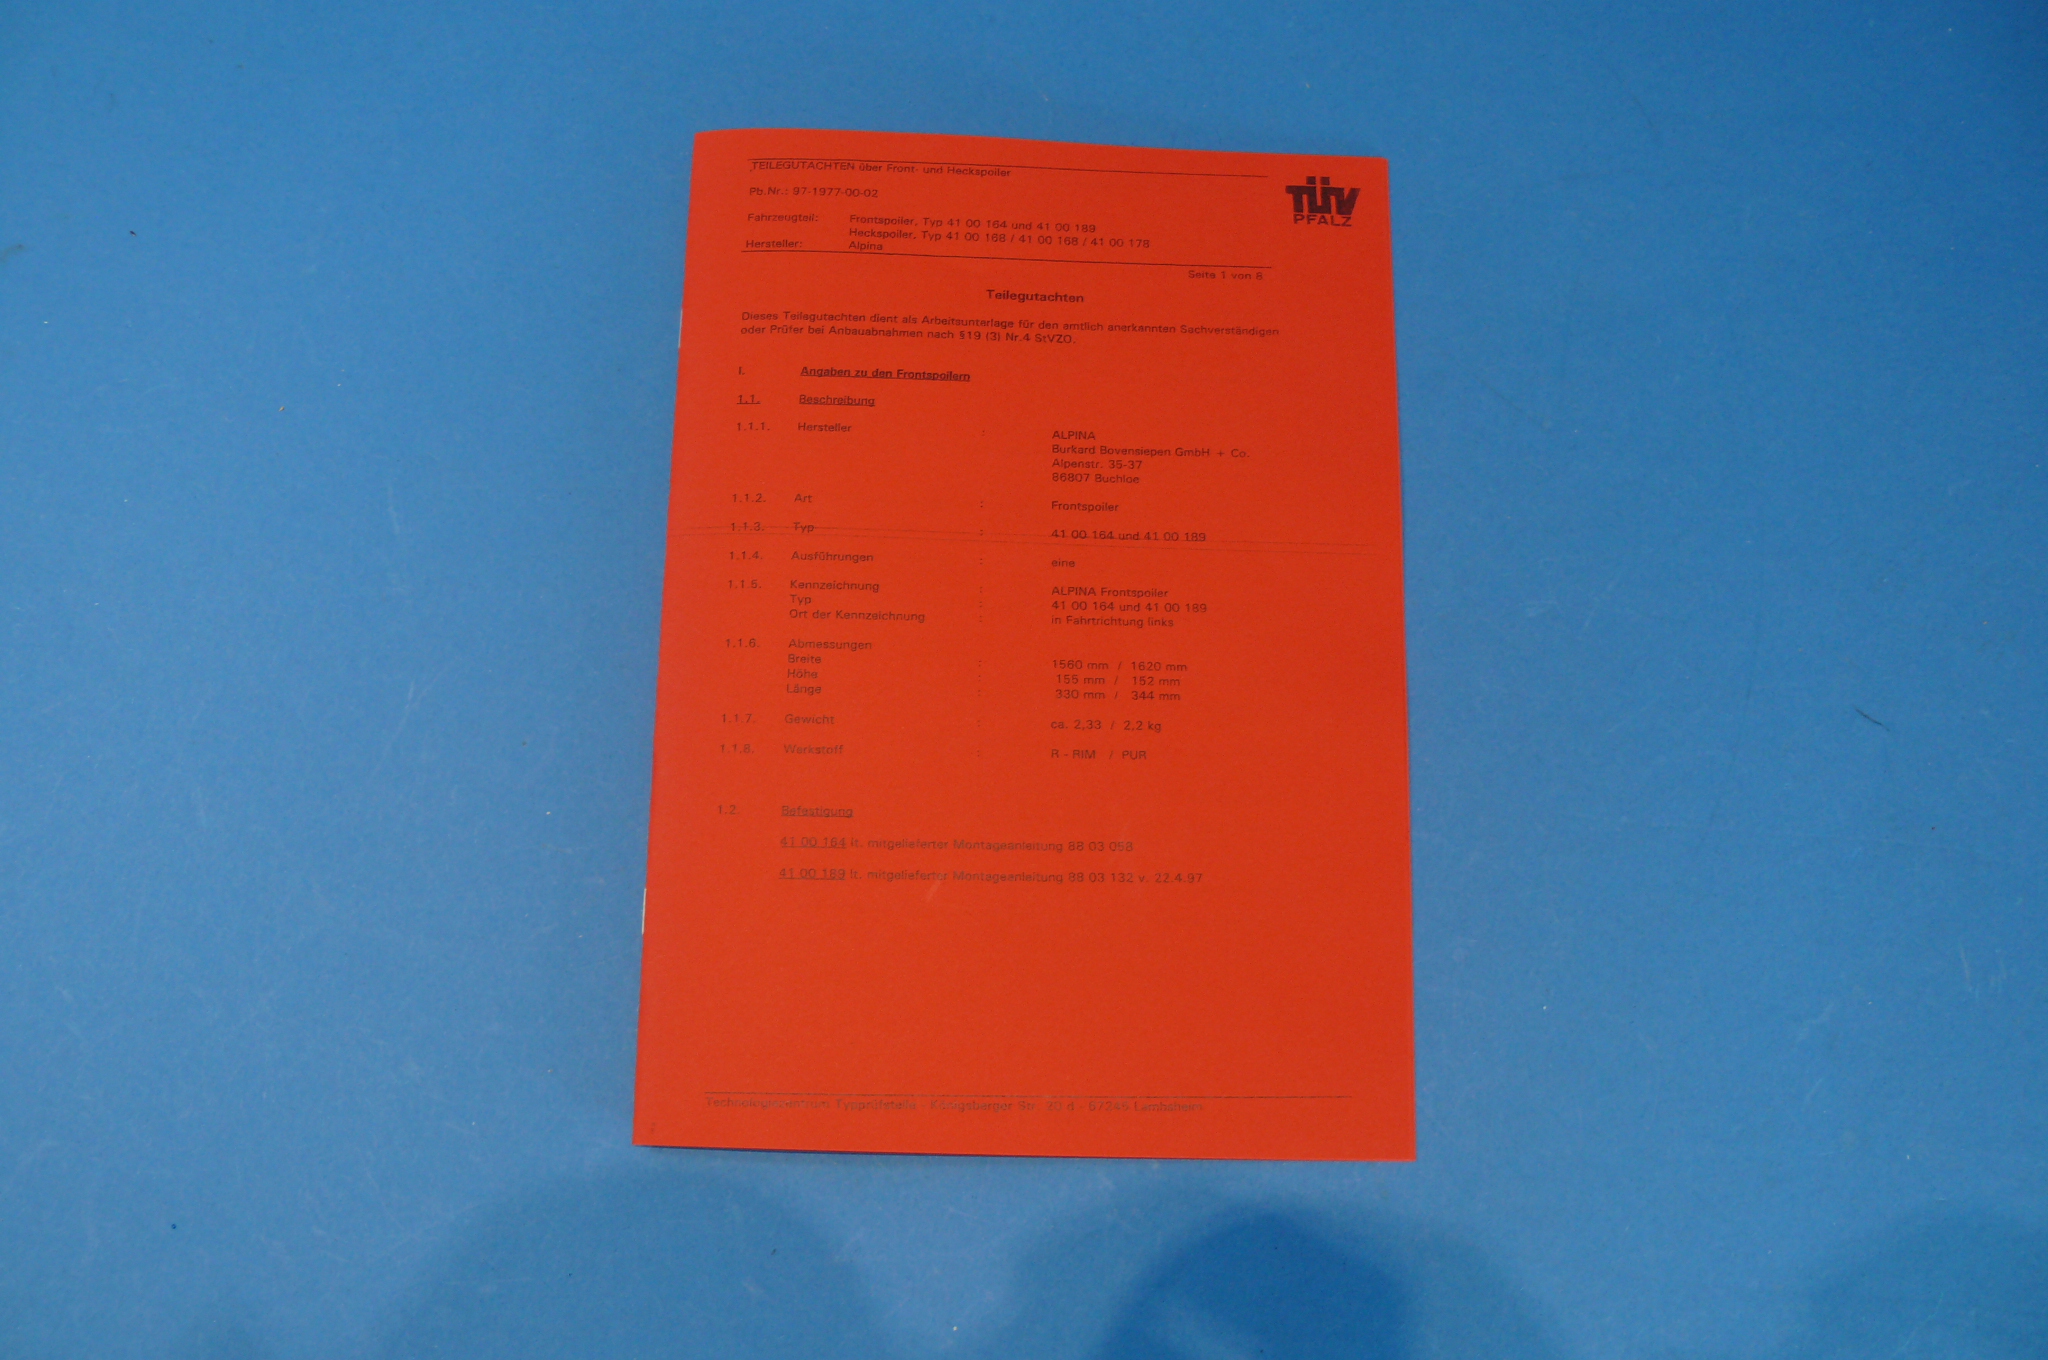 TEILEGUTACHTEN über Front- und Heckspoiler
TÜV
PFALZ
Pb.Nr.: 97-1977-00-02
Fahrzeugteil: Frontspoiler, Typ 41 00 164 und 41 00 189
Heckspoiler, Typ 41 00 168 / 41 00 168 / 41 00 178
Hersteller: Alpina
Seite 1 von 8
Teilegutachten
Dieses Teilegutachten dient als Arbeitsunterlage für den amtlich anerkannten Sachverständigen
oder Prüfer bei Anbauabnahmen nach §19 (3) Nr.4 StVZO.
I. Angaben zu den Frontspoilern
1.1. Beschreibung
1.1.1. Hersteller : ALPINA
Burkard Bovensiepen GmbH + Co.
Alpenstr. 35-37
86807 Buchloe
1.1.2. Art : Frontspoiler
1.1.3. Typ : 41 00 164 und 41 00 189
1.1.4. Ausführungen : eine
1.1.5. Kennzeichnung : ALPINA Frontspoiler
Typ : 41 00 164 und 41 00 189
Ort der Kennzeichnung : in Fahrtrichtung links
1.1.6. Abmessungen
Breite : 1560 mm / 1620 mm
Höhe : 155 mm / 152 mm
Länge : 330 mm / 344 mm
1.1.7. Gewicht : ca. 2,33 / 2,2 kg
1.1.8. Werkstoff : R - RIM / PUR
1.2. Befestigung
41 00 164 lt. mitgelieferter Montageanleitung 88 03 058
41 00 189 lt. mitgelieferter Montageanleitung 88 03 132 v. 22.4.97
Technologiezentrum Typprüfstelle - Königsberger Str. 20 d - 67245 Lambsheim